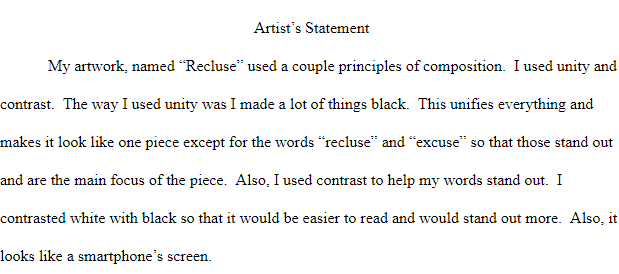 Artist’s Statement
My artwork, named “Recluse” used a couple principles of composition.  I used unity and
contrast.  The way I used unity was I made a lot of things black.  This unifies everything and
makes it look like one piece except for the words “recluse” and “excuse” so that those stand out
and are the main focus of the piece.  Also, I used contrast to help my words stand out.  I
contrasted white with black so that it would be easier to read and would stand out more.  Also, it
looks like a smartphone’s screen.